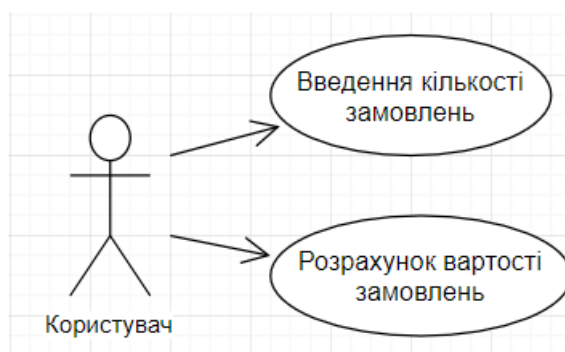 Введення кількості
замовлень
Розрахунок вартості
замовлень
Користувач